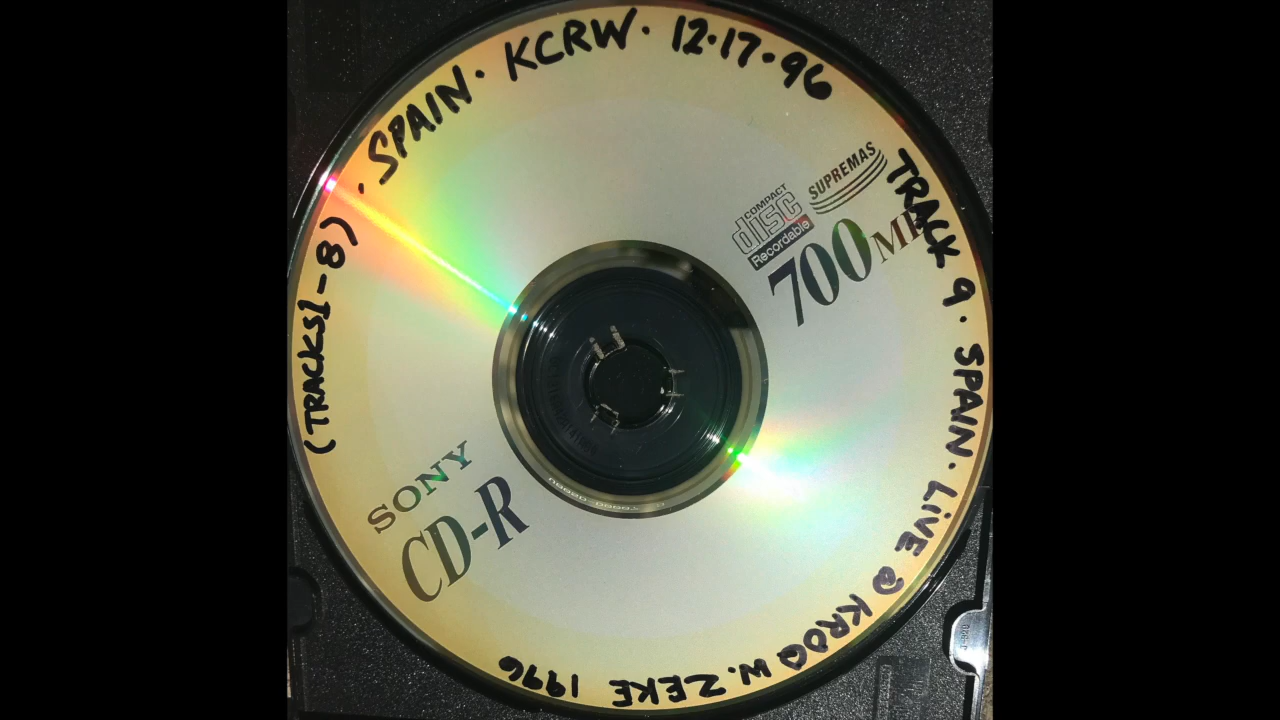 (TRACKS 1-8) · SPAIN · KCRW · 12·17·96
TRACK 9 · SPAIN · LiVE @ KROQ W. ZEKE 1996
COMPACT
disc
Recordable
SUPREMAS
700
SONY
CD-R